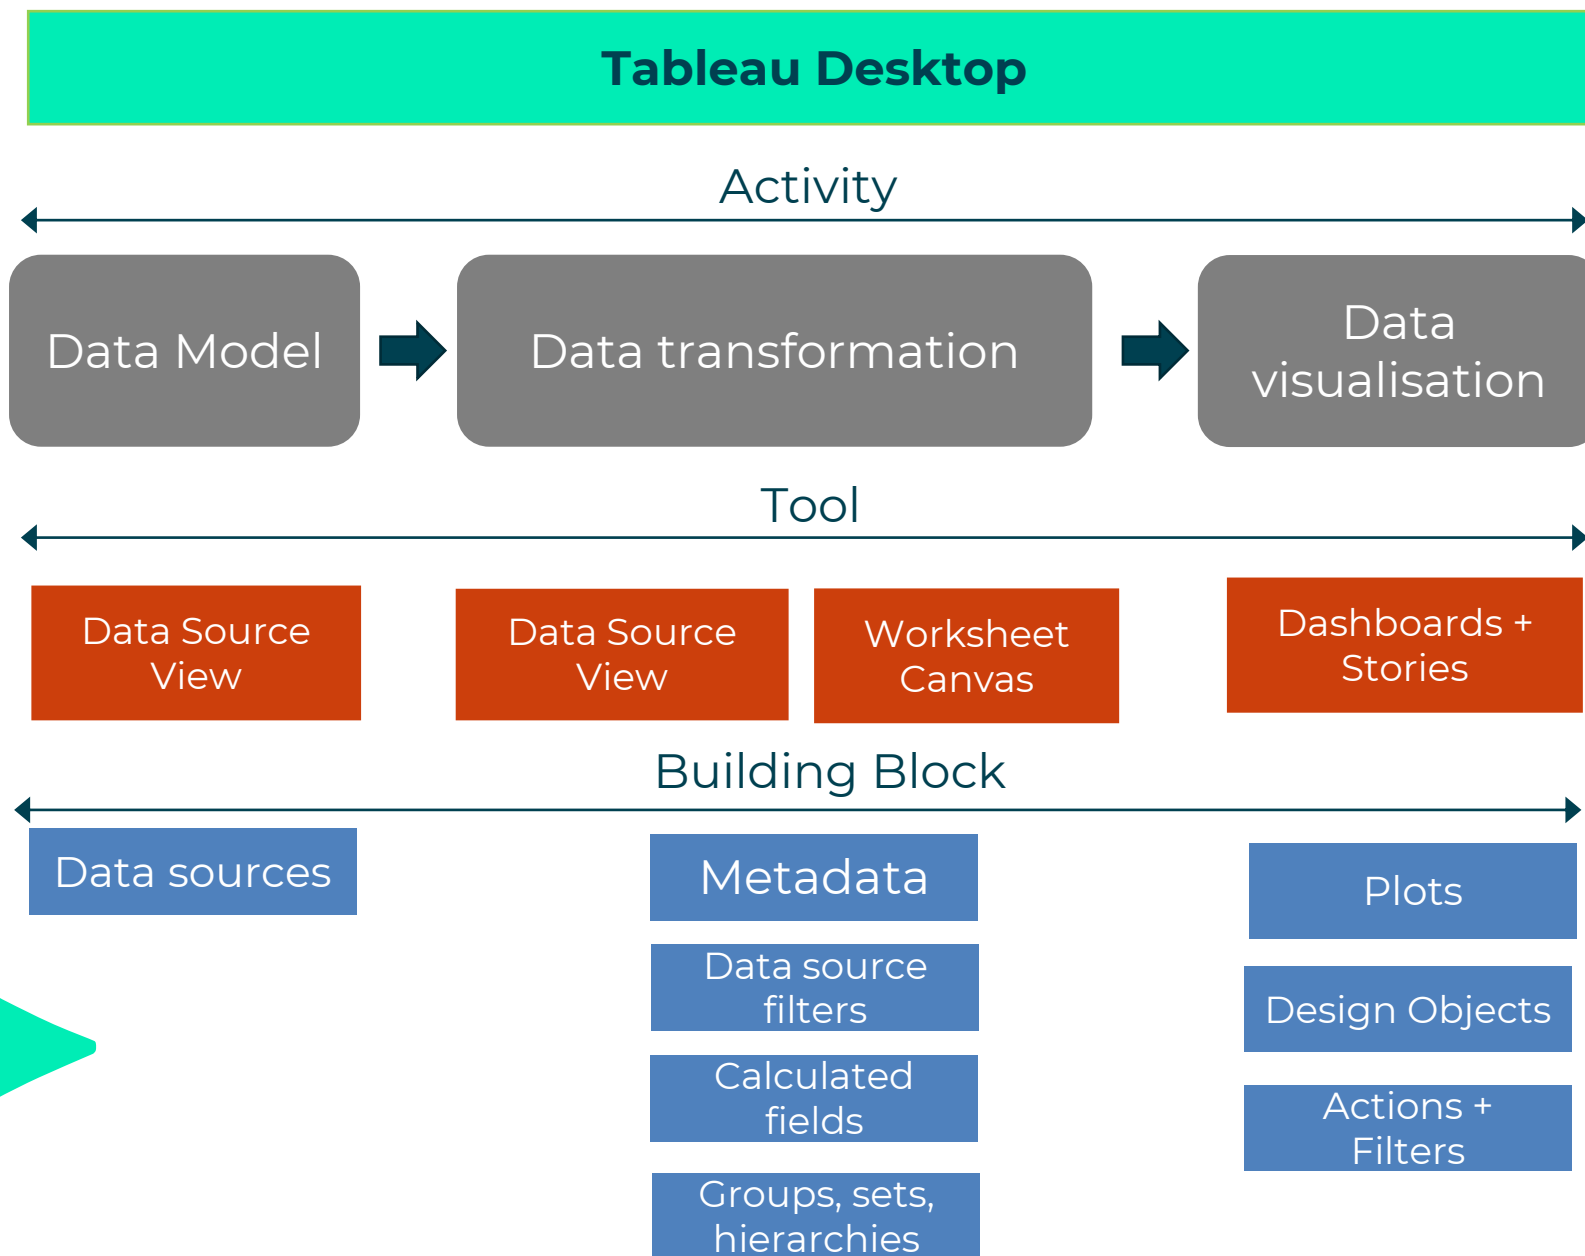 Tableau Desktop
Activity
Data Model
Data transformation
Data
visualisation
Tool
Data Source
View
Data Source
View
Worksheet
Canvas
Dashboards +
Stories
Building Block
Data sources
Metadata
Data source
filters
Calculated
fields
Groups, sets,
hierarchies
Plots
Design Objects
Actions +
Filters